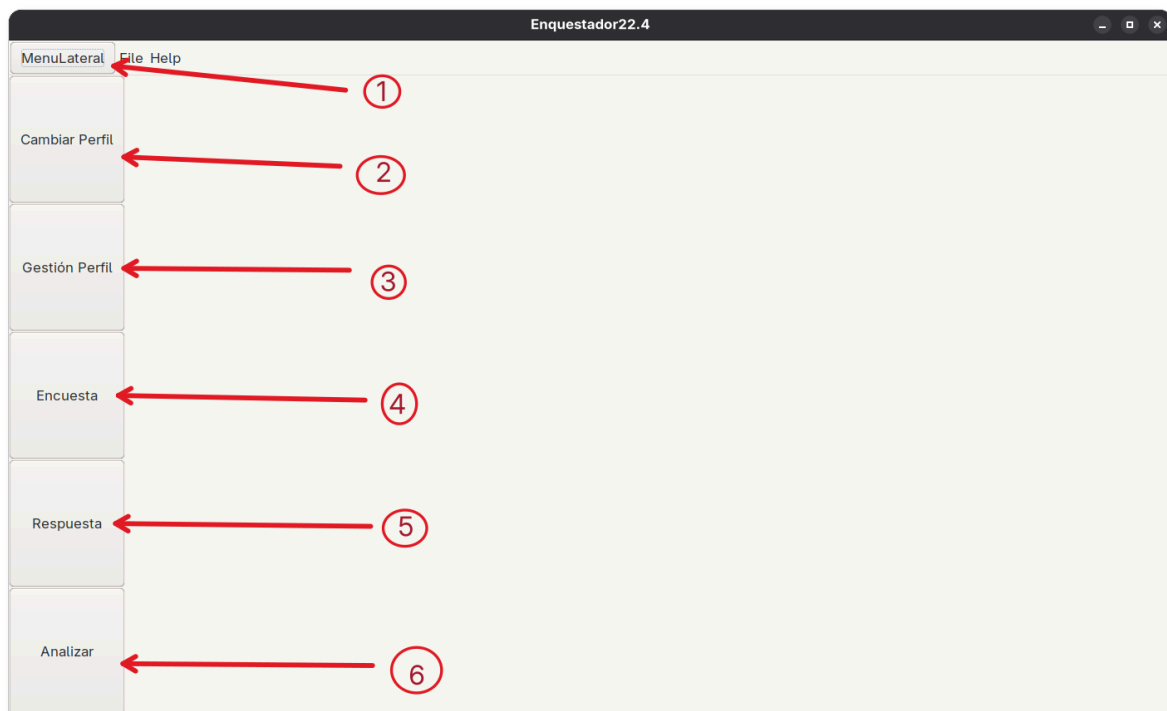 Enquestador22.4
MenuLateral File Help
1
Cambiar Perfil
2
Gestión Perfil
3
Encuesta
4
Respuesta
5
Analizar
6